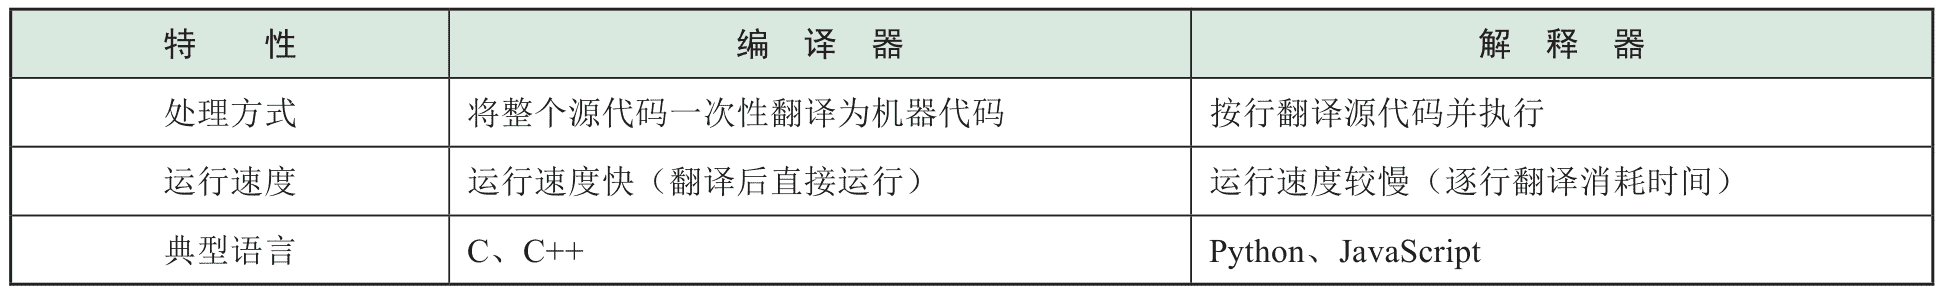 特 性 编 译 器 解 释 器
处理方式 将整个源代码一次性翻译为机器代码 按行翻译源代码并执行
运行速度 运行速度快（翻译后直接运行） 运行速度较慢（逐行翻译消耗时间）
典型语言 C、C++ Python、JavaScript